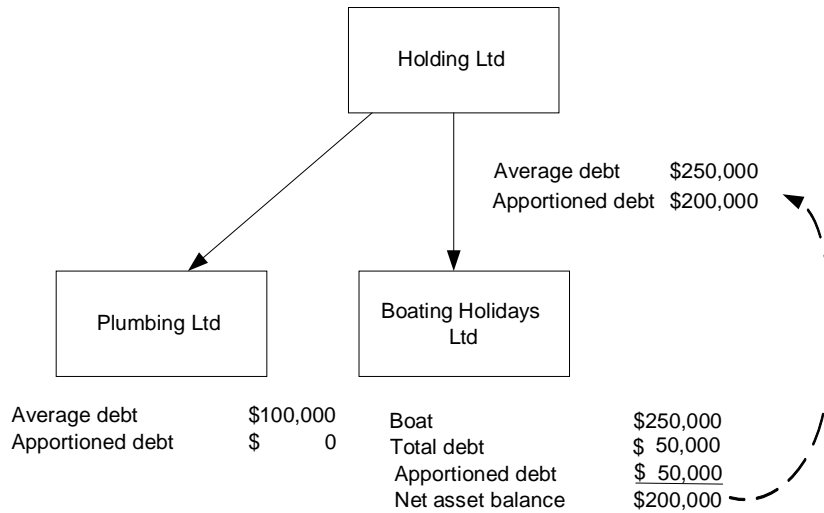 Holding Ltd
Average debt $250,000
Apportioned debt $200,000
Plumbing Ltd
Boating Holidays
Ltd
Average debt $100,000
Apportioned debt $ 0
Boat $250,000
Total debt $ 50,000
Apportioned debt $ 50,000
Net asset balance $200,000